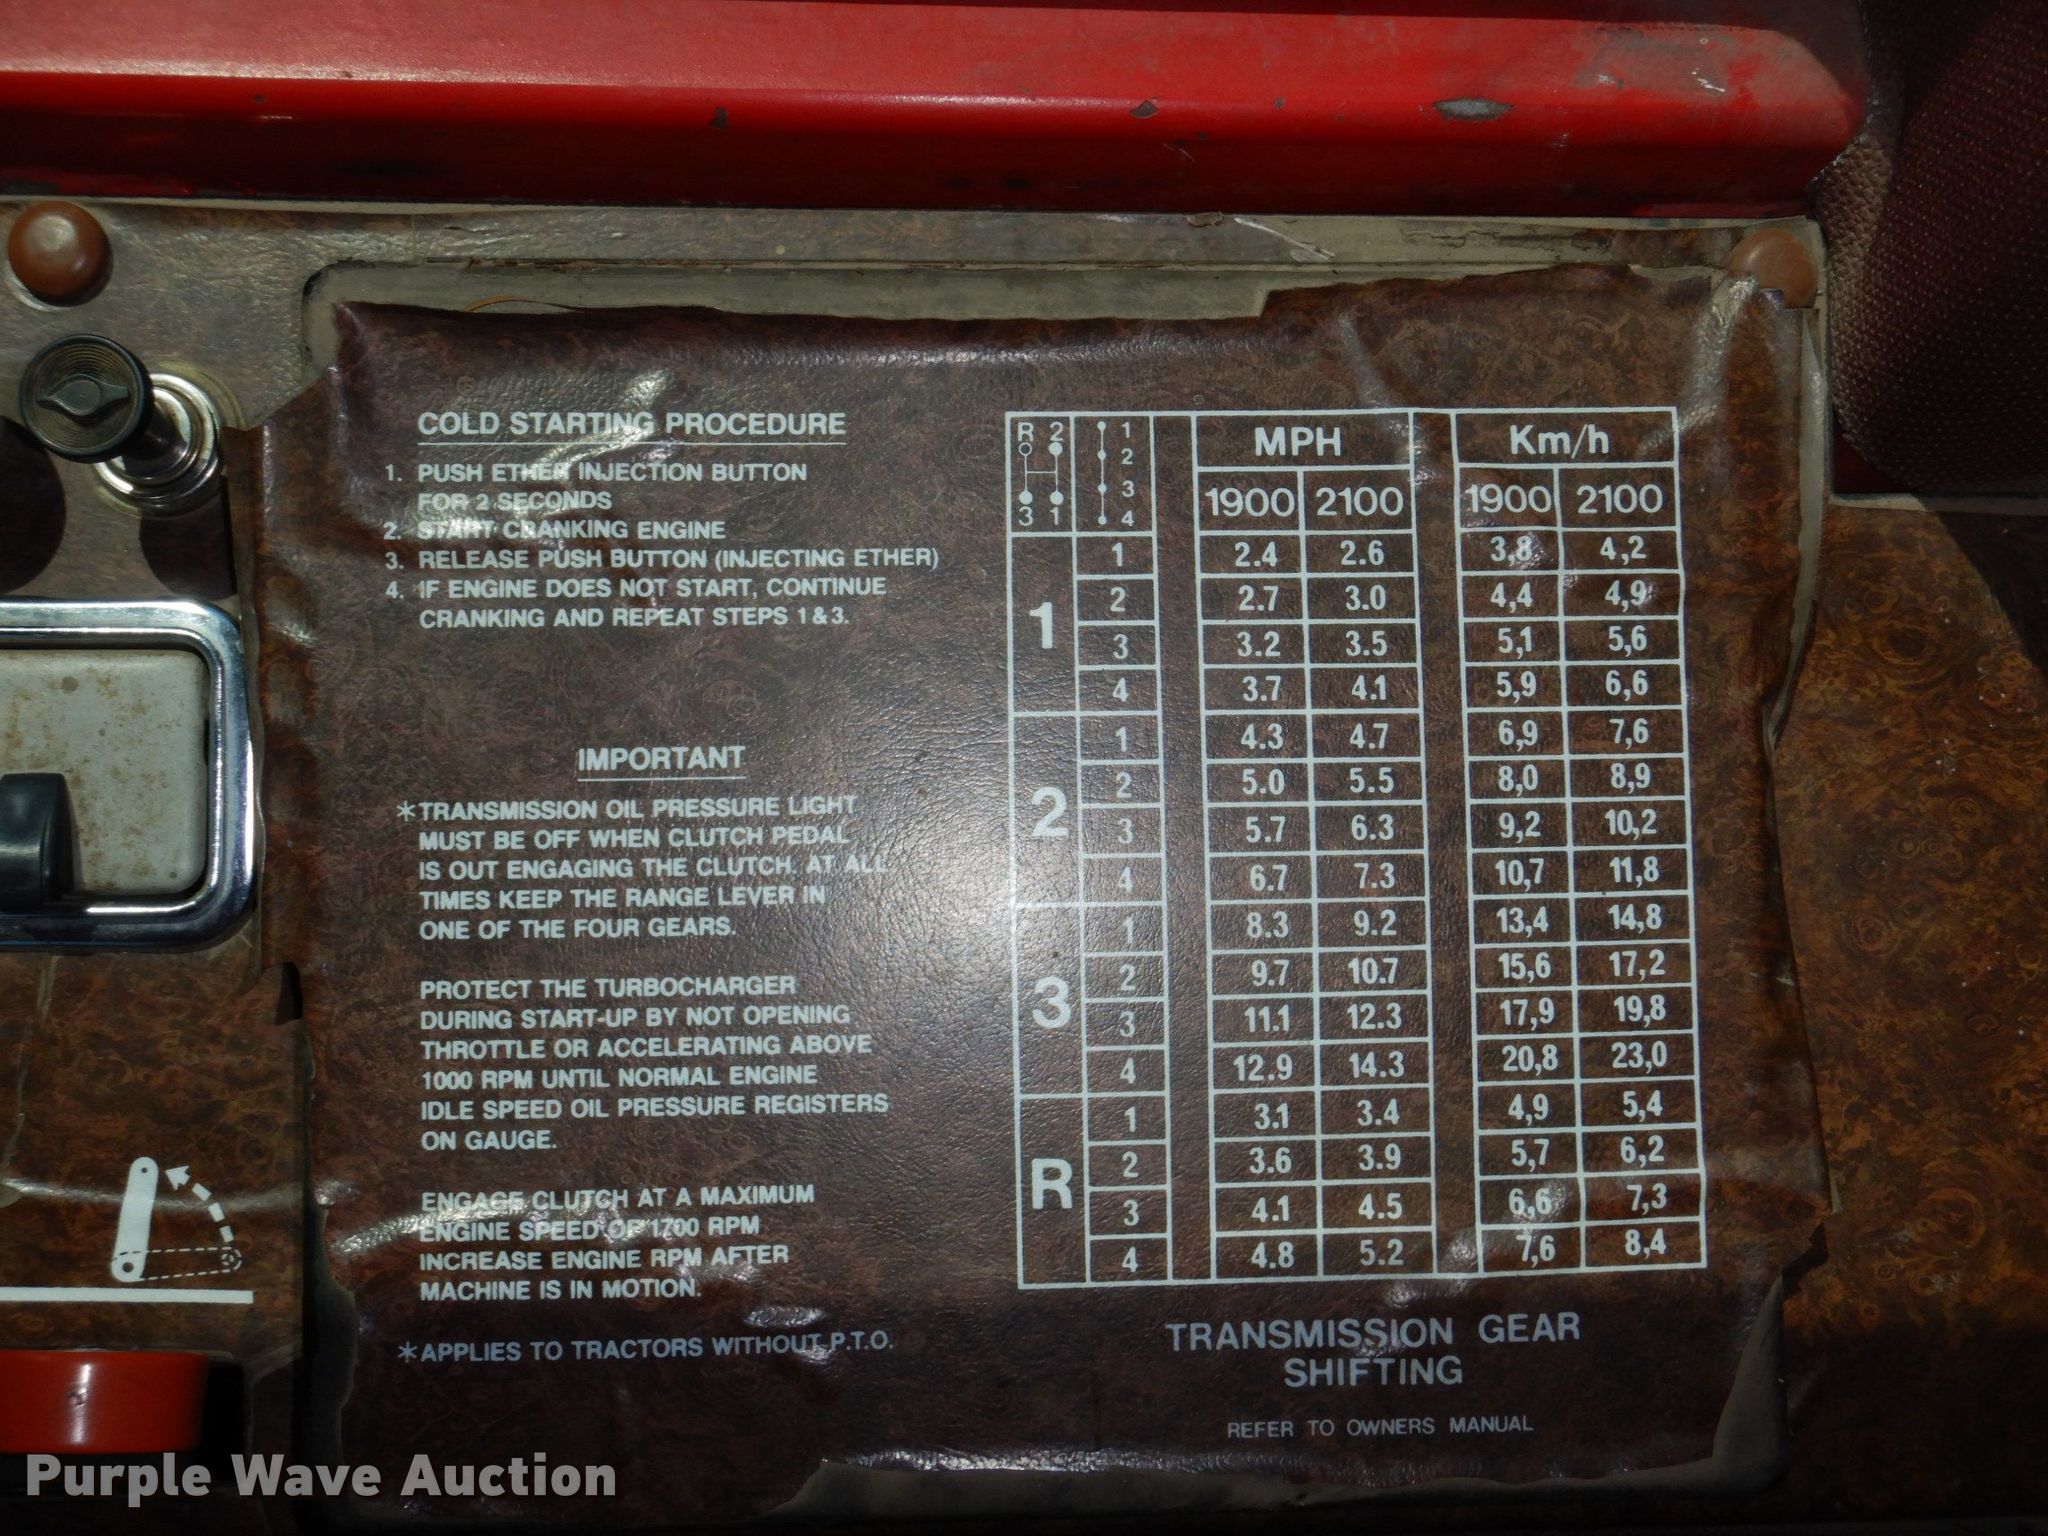 COLD STARTING PROCEDURE
1. PUSH ETHER INJECTION BUTTON
FOR 2 SECONDS
2. START CRANKING ENGINE
3. RELEASE PUSH BUTTON (INJECTING ETHER)
4. IF ENGINE DOES NOT START, CONTINUE
CRANKING AND REPEAT STEPS 1 & 3.
IMPORTANT
*TRANSMISSION OIL PRESSURE LIGHT
MUST BE OFF WHEN CLUTCH PEDAL
IS OUT ENGAGING THE CLUTCH. AT ALL
TIMES KEEP THE RANGE LEVER IN
ONE OF THE FOUR GEARS.
PROTECT THE TURBOCHARGER
DURING START-UP BY NOT OPENING
THROTTLE OR ACCELERATING ABOVE
1000 RPM UNTIL NORMAL ENGINE
IDLE SPEED OIL PRESSURE REGISTERS
ON GAUGE.
ENGAGE CLUTCH AT A MAXIMUM
ENGINE SPEED OF 1700 RPM
INCREASE ENGINE RPM AFTER
MACHINE IS IN MOTION.
*APPLIES TO TRACTORS WITHOUT P.T.O.
R 2
3 1
1
2
3
4
MPH Km/h
1900 2100 1900 2100
1 1 2.4 2.6 3,8 4,2
2 2.7 3.0 4,4 4,9
3 3.2 3.5 5,1 5,6
4 3.7 4.1 5,9 6,6
2 1 4.3 4.7 6,9 7,6
2 5.0 5.5 8,0 8,9
3 5.7 6.3 9,2 10,2
4 6.7 7.3 10,7 11,8
3 1 8.3 9.2 13,4 14,8
2 9.7 10.7 15,6 17,2
3 11.1 12.3 17,9 19,8
4 12.9 14.3 20,8 23,0
R 1 3.1 3.4 4,9 5,4
2 3.6 3.9 5,7 6,2
3 4.1 4.5 6,6 7,3
4 4.8 5.2 7,6 8,4
TRANSMISSION GEAR
SHIFTING
REFER TO OWNERS MANUAL
Purple Wave Auction